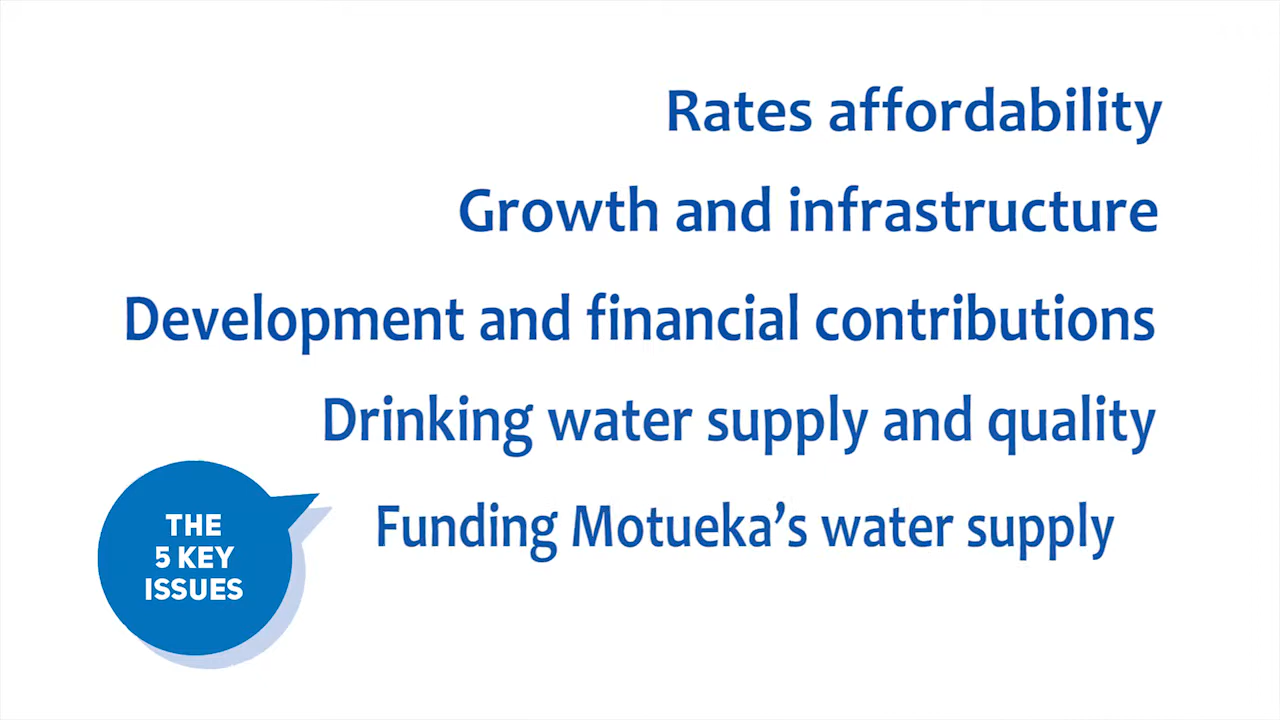 Rates affordability
Growth and infrastructure
Development and financial contributions
Drinking water supply and quality
Funding Motueka’s water supply
THE
5 KEY
ISSUES